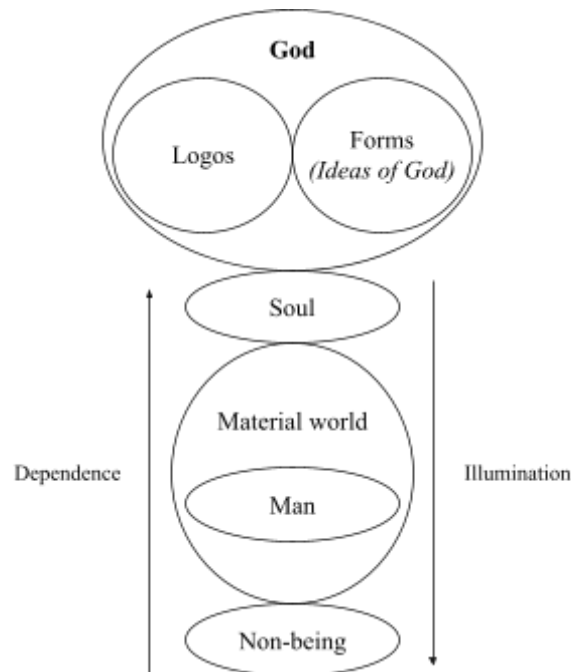 God
Logos
Forms
(Ideas of God)
Soul
Material world
Dependence
Illumination
Man
Non-being